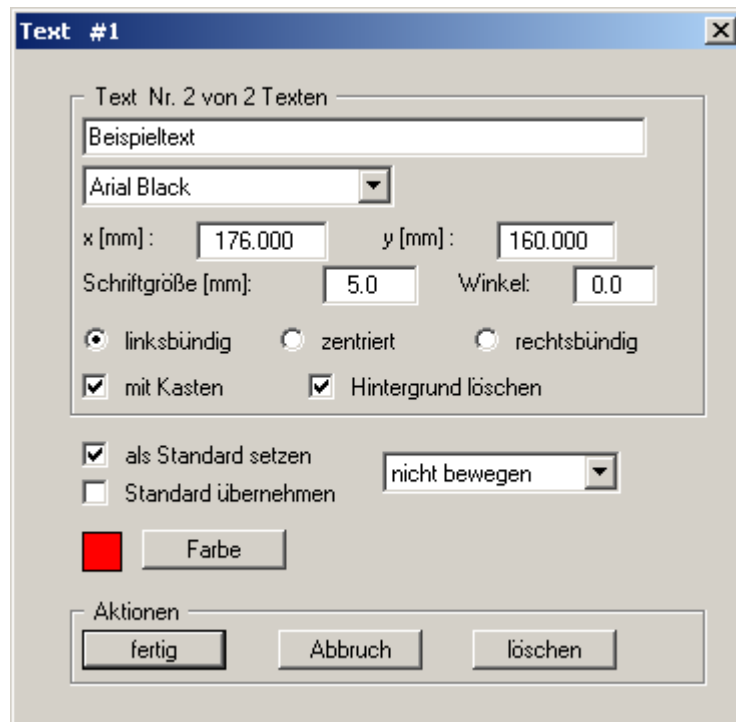 Text #1
Text Nr. 2 von 2 Texten
Beispieltext
Arial Black
x [mm] : 176.000 y [mm] : 160.000
Schriftgröße [mm]: 5.0 Winkel: 0.0
linksbündig zentriert rechtsbündig
mit Kasten Hintergrund löschen
als Standard setzen
nicht bewegen
Standard übernehmen
Farbe
Aktionen
fertig Abbruch löschen